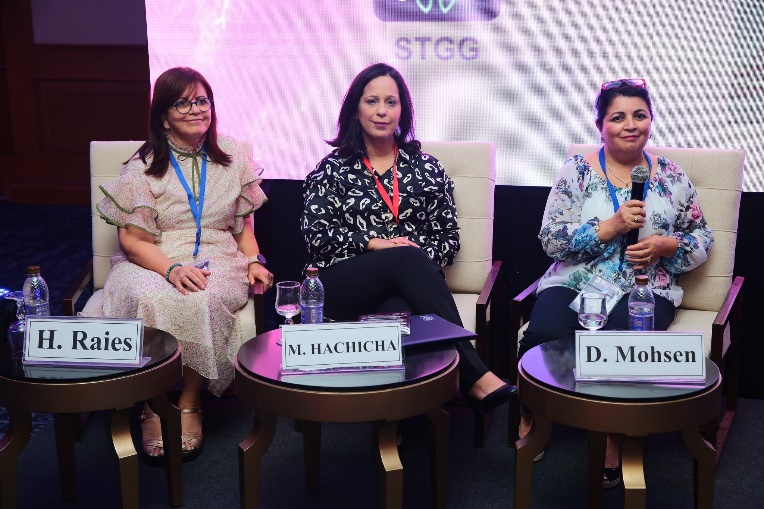 STGG
H. Raies
M. HACHICHA
D. Mohsen